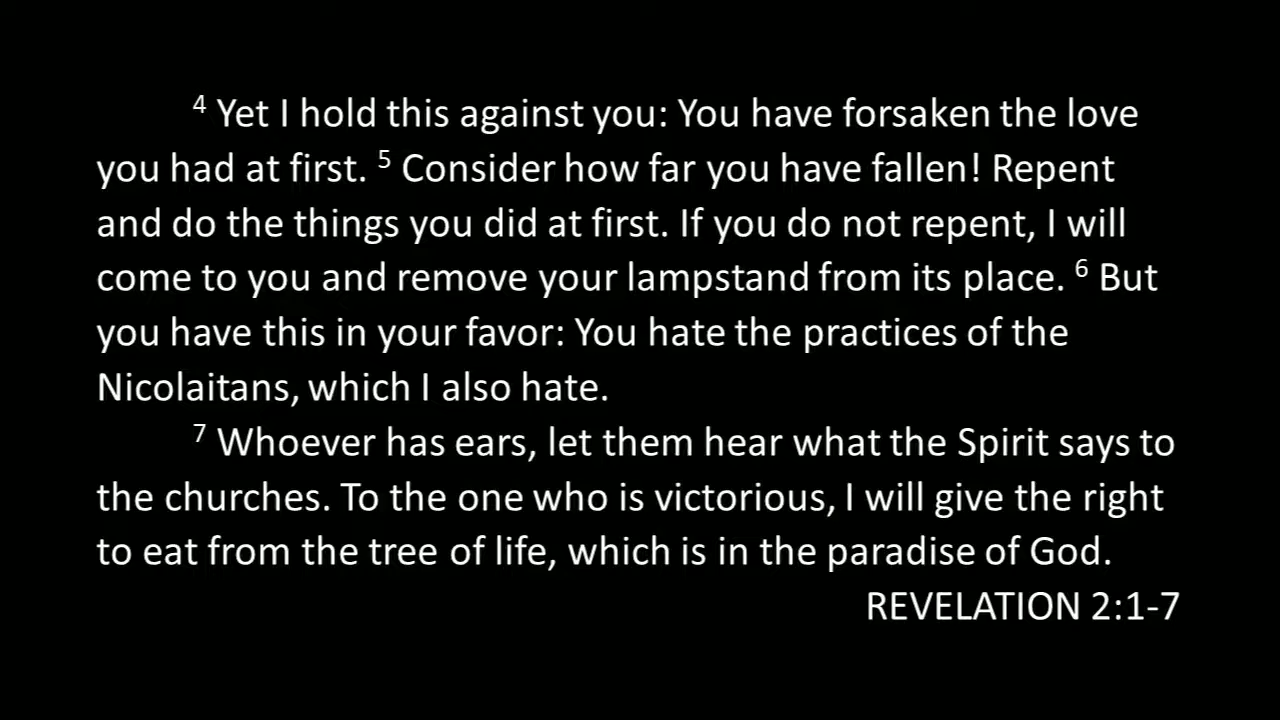 ⁴ Yet I hold this against you: You have forsaken the love
you had at first. ⁵ Consider how far you have fallen! Repent
and do the things you did at first. If you do not repent, I will
come to you and remove your lampstand from its place. ⁶ But
you have this in your favor: You hate the practices of the
Nicolaitans, which I also hate.
⁷ Whoever has ears, let them hear what the Spirit says to
the churches. To the one who is victorious, I will give the right
to eat from the tree of life, which is in the paradise of God.
REVELATION 2:1-7